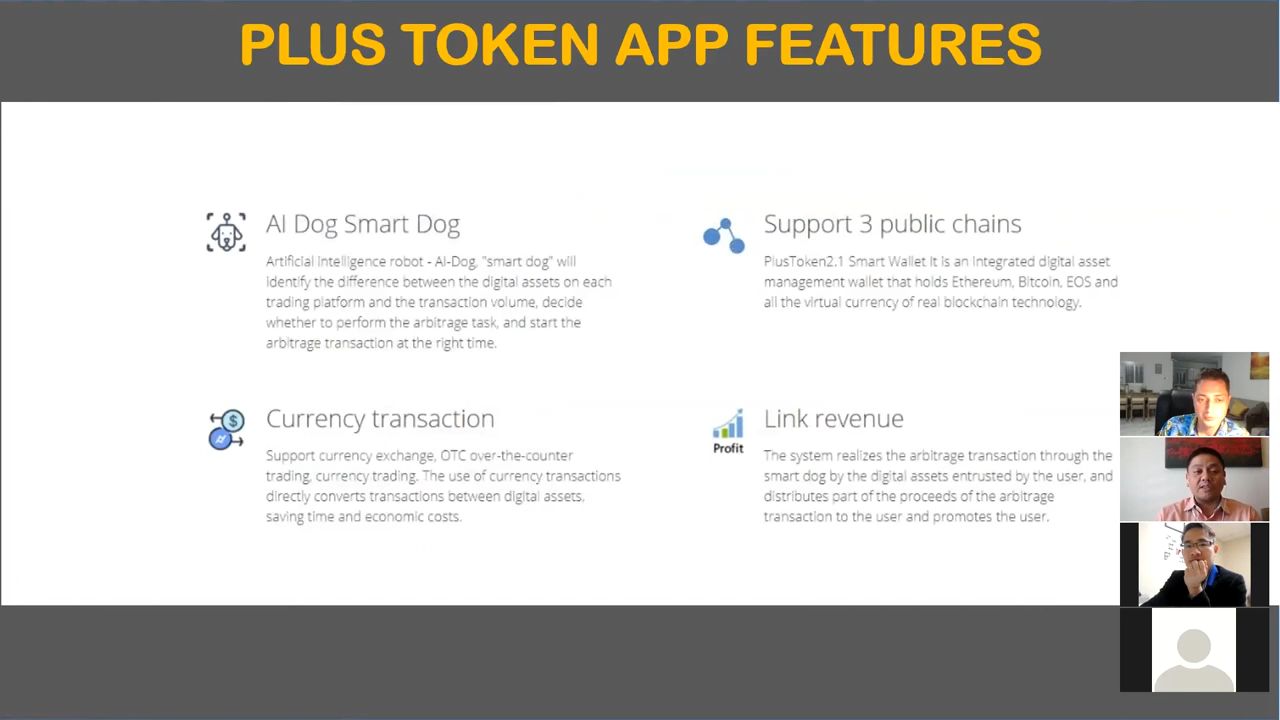 PLUS TOKEN APP FEATURES
AI Dog Smart Dog
Artificial intelligence robot - AI-Dog, "smart dog" will
identify the difference between the digital assets on each
trading platform and the transaction volume, decide
whether to perform the arbitrage task, and start the
arbitrage transaction at the right time.
Support 3 public chains
PlusToken2.1 Smart Wallet It is an integrated digital asset
management wallet that holds Ethereum, Bitcoin, EOS and
all the virtual currency of real blockchain technology.
Currency transaction
Support currency exchange, OTC over-the-counter
trading, currency trading. The use of currency transactions
directly converts transactions between digital assets,
saving time and economic costs.
Profit
Link revenue
The system realizes the arbitrage transaction through the
smart dog by the digital assets entrusted by the user, and
distributes part of the proceeds of the arbitrage
transaction to the user and promotes the user.